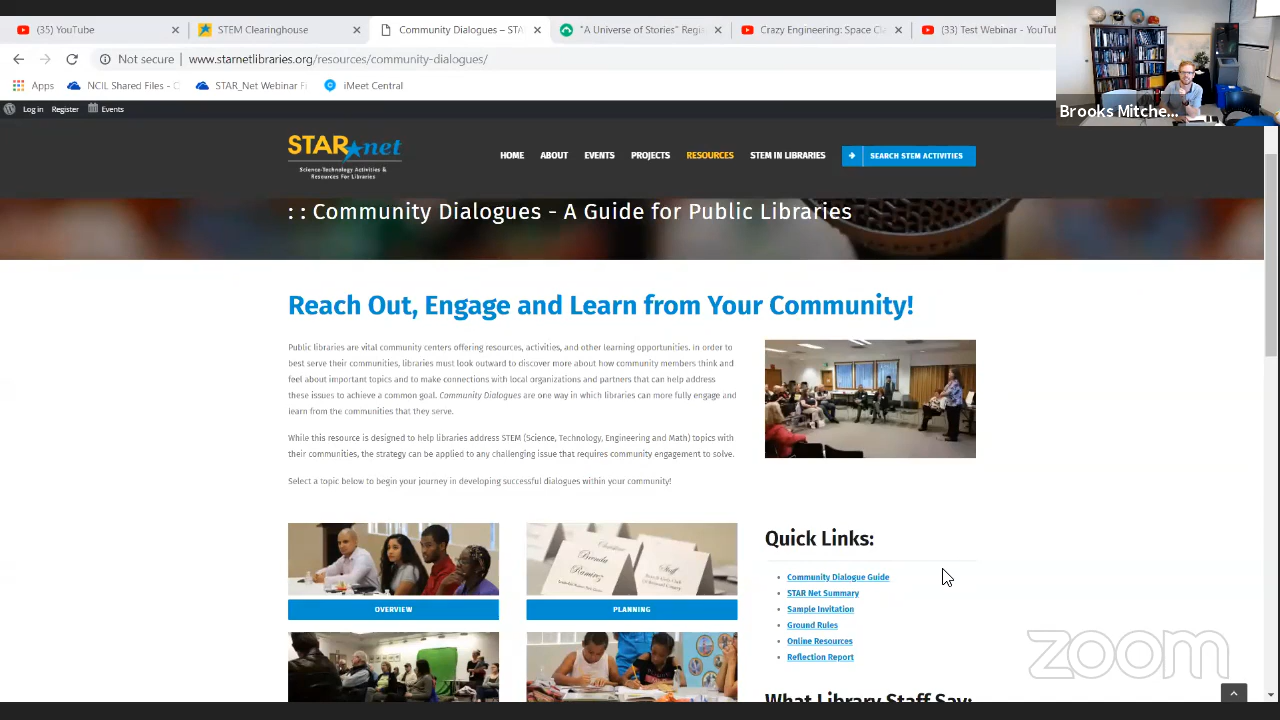 (35) YouTube
STEM Clearinghouse
Community Dialogues – STA
"A Universe of Stories" Regi
Crazy Engineering: Space Cl
(33) Test Webinar - YouTub
Not secure
www.starnetlibraries.org/resources/community-dialogues/
Apps
NCIL Shared Files - C
STAR_Net Webinar Fi
iMeet Central
Brooks Mitche...
Log in
Register
Events
STAR net
Science-Technology Activities &
Resources For Libraries
HOME
ABOUT
EVENTS
PROJECTS
RESOURCES
STEM IN LIBRARIES
SEARCH STEM ACTIVITIES
: : Community Dialogues - A Guide for Public Libraries
Reach Out, Engage and Learn from Your Community!
Public libraries are vital community centers offering resources, activities, and other learning opportunities. In order to
best serve their communities, libraries must look outward to discover more about how community members think and
feel about important topics and to make connections with local organizations and partners that can help address
these issues to achieve a common goal. Community Dialogues are one way in which libraries can more fully engage and
learn from the communities that they serve.
While this resource is designed to help libraries address STEM (Science, Technology, Engineering and Math) topics with
their communities, the strategy can be applied to any challenging issue that requires community engagement to solve.
Select a topic below to begin your journey in developing successful dialogues within your community!
OVERVIEW
Brenda
Ramirez
Staff
PLANNING
Quick Links:
Community Dialogue Guide
STAR Net Summary
Sample Invitation
Ground Rules
Online Resources
Reflection Report
What Library Staff Say:
zoom